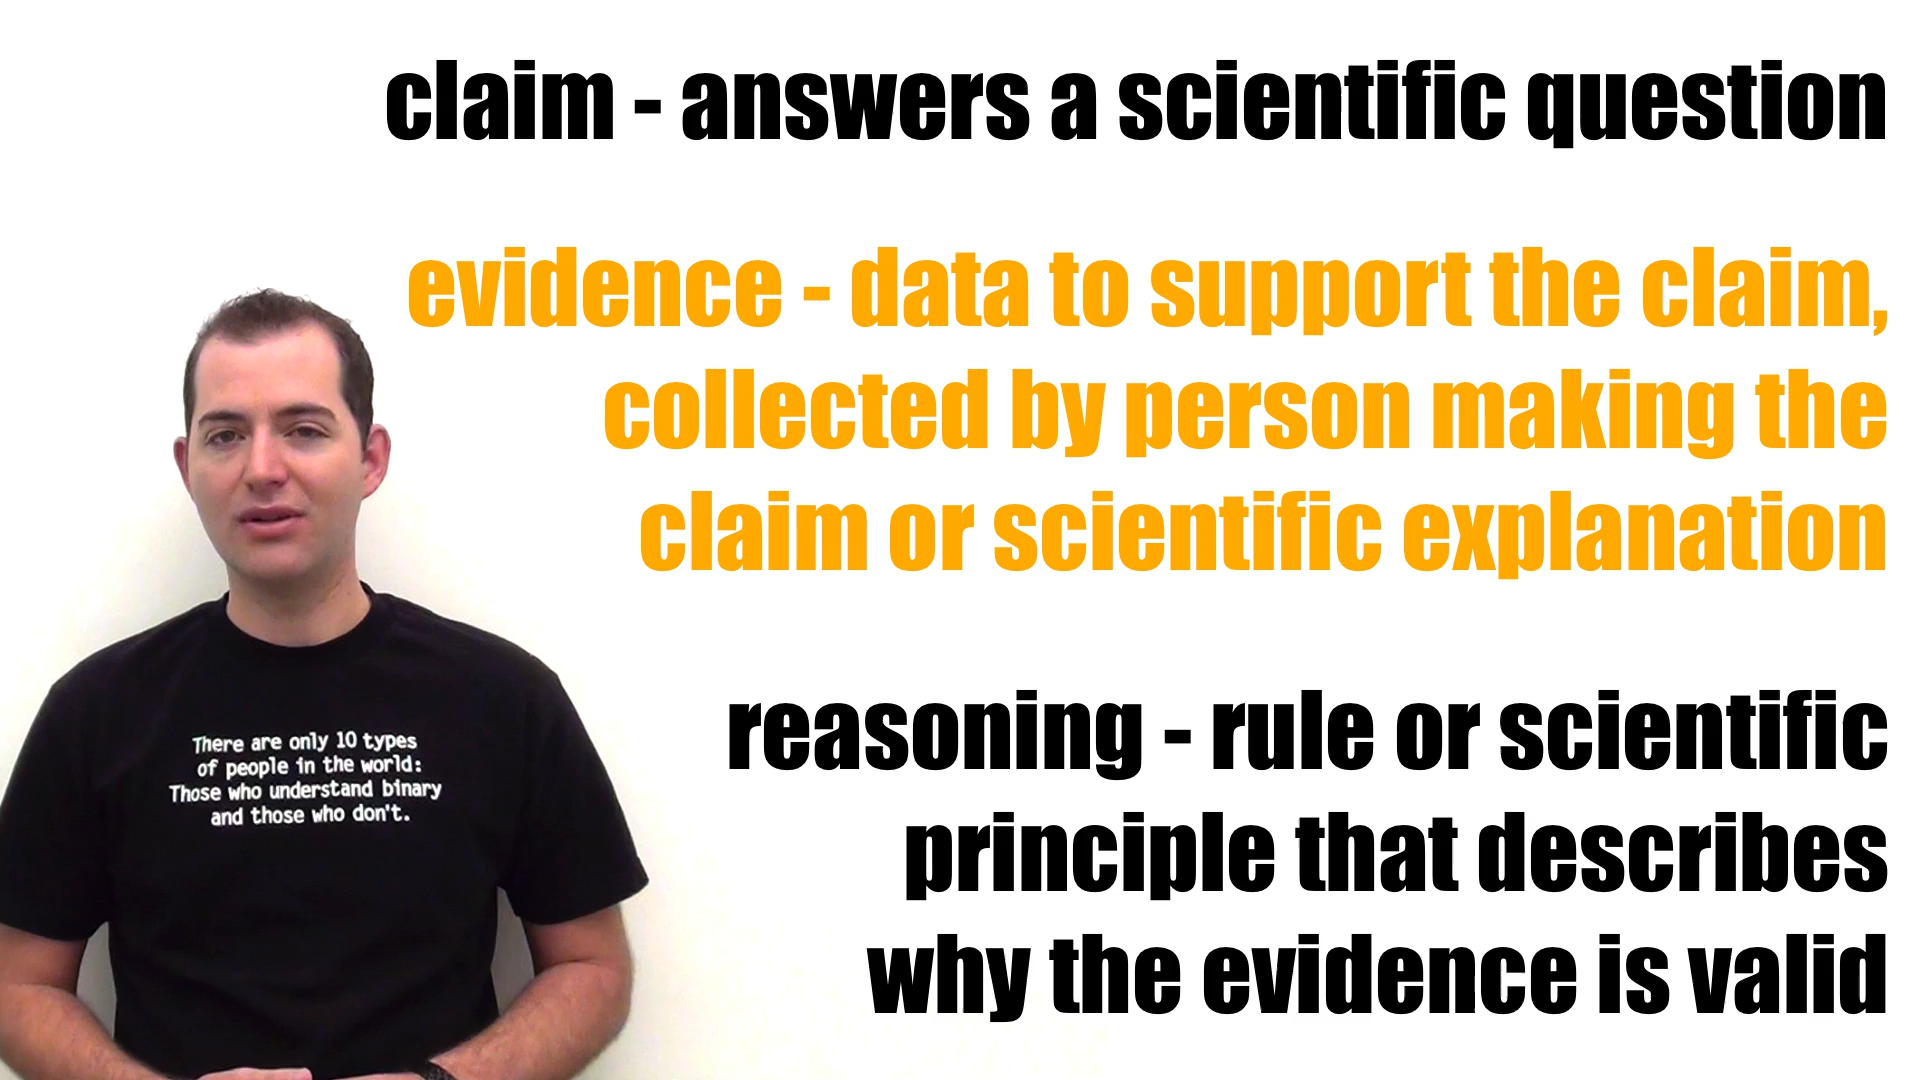 claim - answers a scientific question
evidence - data to support the claim,
collected by person making the
claim or scientific explanation
reasoning - rule or scientific
principle that describes
why the evidence is valid
There are only 10 types
of people in the world:
Those who understand binary
and those who don't.